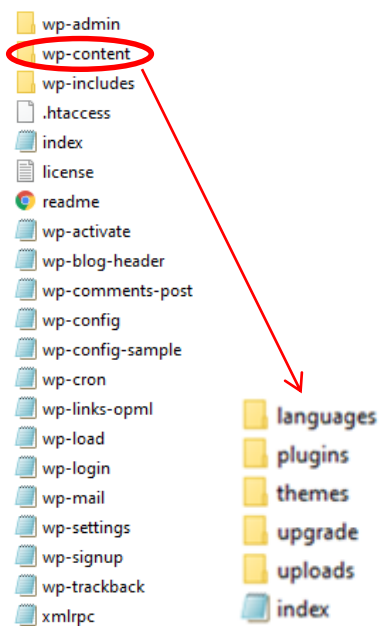 wp-admin
wp-content
wp-includes
.htaccess
index
license
readme
wp-activate
wp-blog-header
wp-comments-post
wp-config
wp-config-sample
wp-cron
wp-links-opml
wp-load
wp-login
wp-mail
wp-settings
wp-signup
wp-trackback
xmlrpc
languages
plugins
themes
upgrade
uploads
index